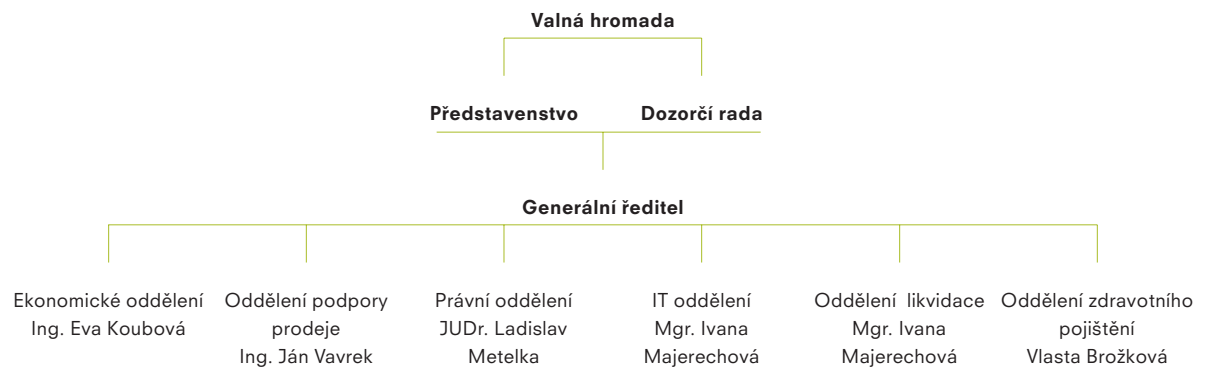 Valná hromada
Představenstvo
Dozorčí rada
Generální ředitel
Ekonomické oddělení
Ing. Eva Koubová
Oddělení podpory
prodeje
Ing. Ján Vavrek
Právní oddělení
JUDr. Ladislav
Metelka
IT oddělení
Mgr. Ivana
Majerechová
Oddělení likvidace
Mgr. Ivana
Majerechová
Oddělení zdravotního
pojištění
Vlasta Brožková